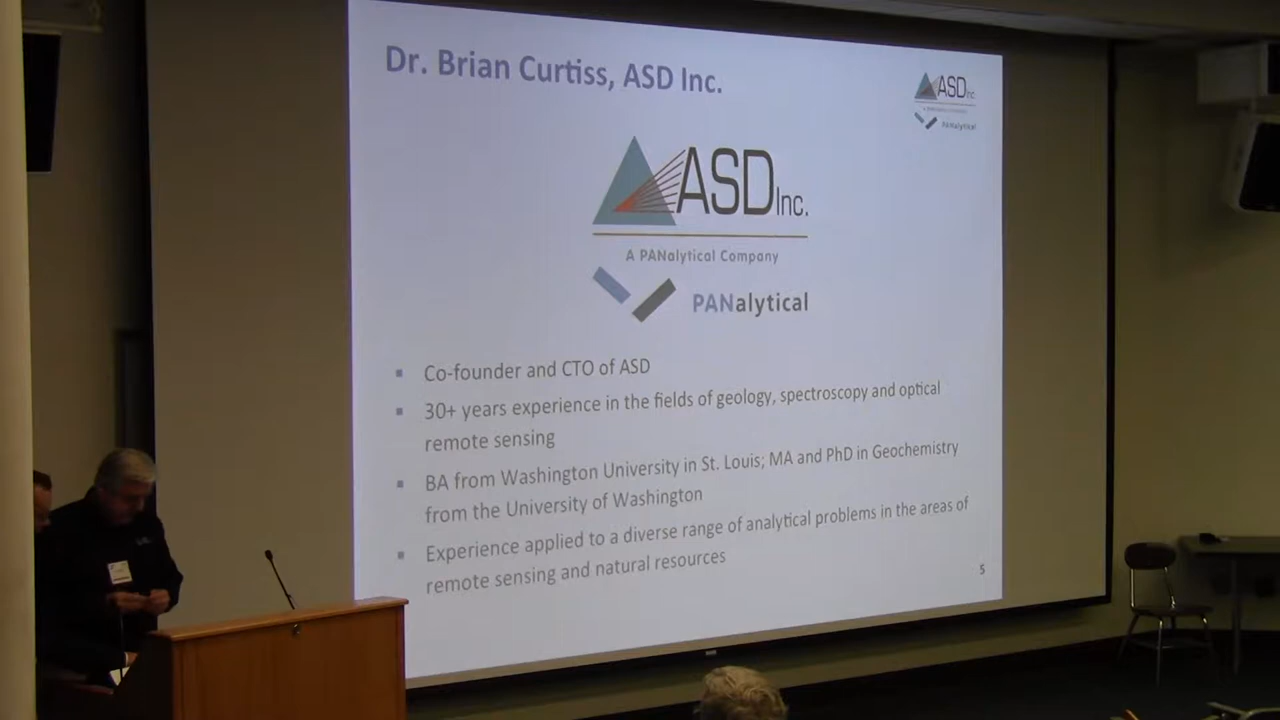 Dr. Brian Curtiss, ASD Inc.
ASD Inc.
PANalytical
ASD Inc.
A PANalytical Company
PANalytical
Co-founder and CTO of ASD
30+ years experience in the fields of geology, spectroscopy and optical
remote sensing
BA from Washington University in St. Louis; MA and PhD in Geochemistry
from the University of Washington
Experience applied to a diverse range of analytical problems in the areas of
remote sensing and natural resources
5